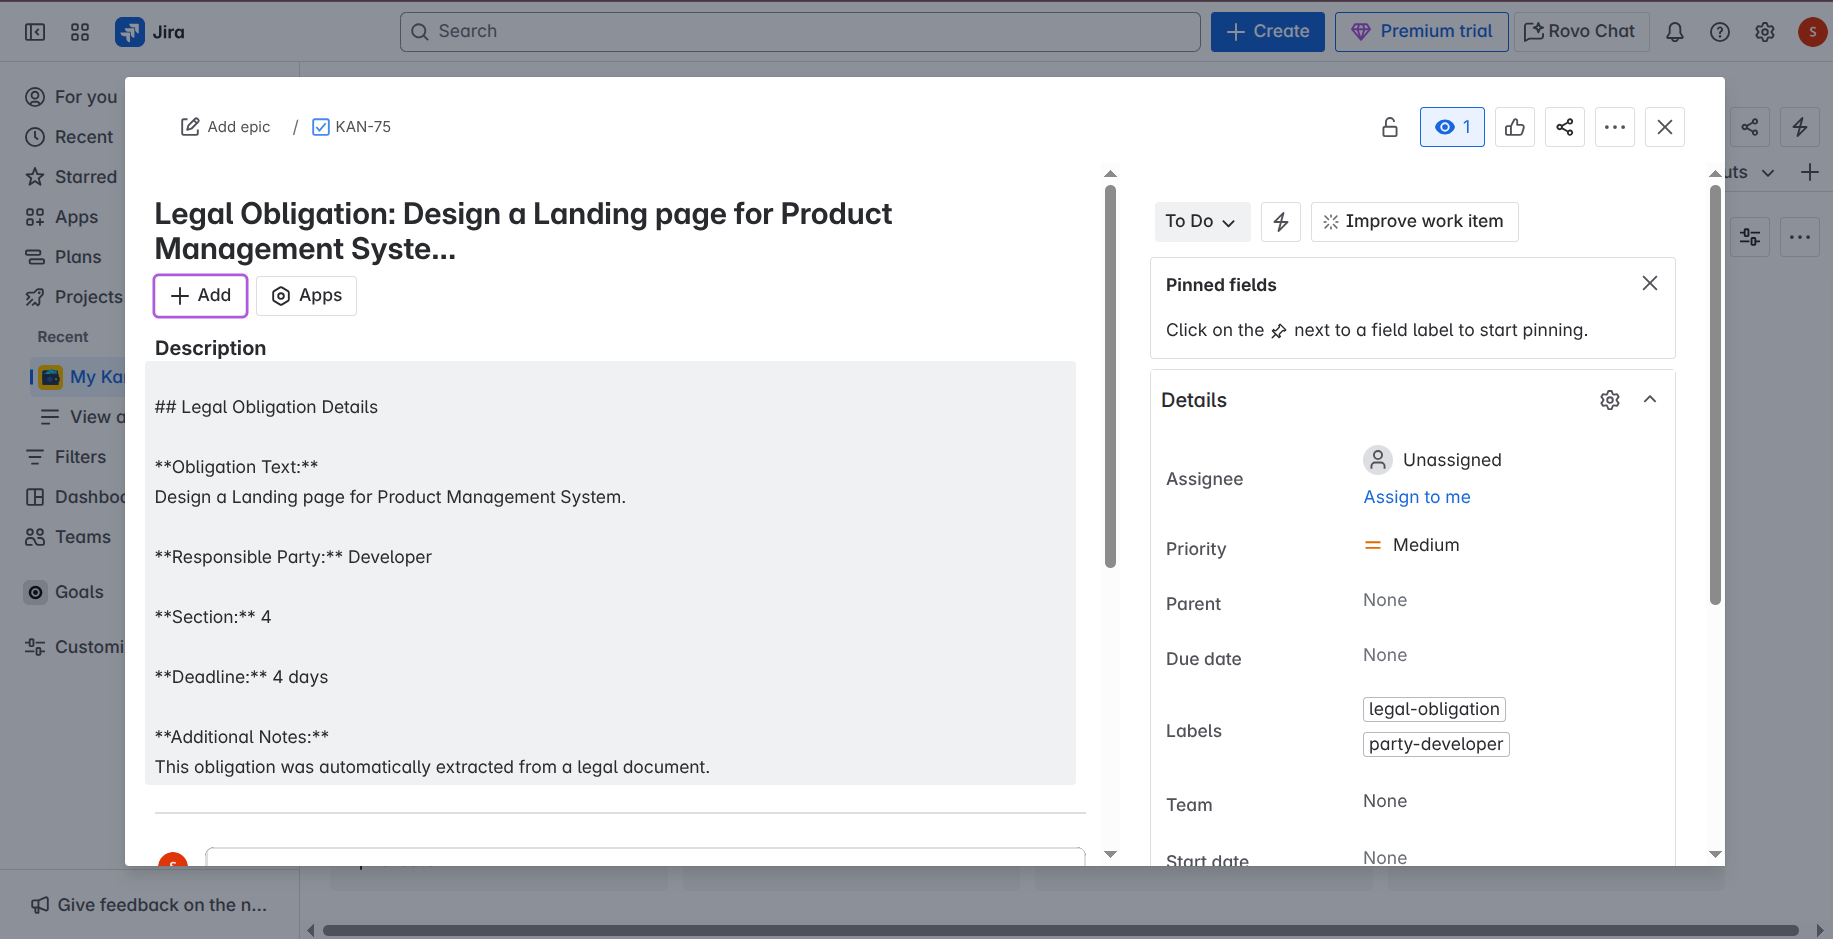 Jira
Search
Create
Premium trial
Rovo Chat
S
For you
Recent
Starred
Apps
Plans
Projects
Recent
My Ka
View a
Filters
Dashboo
Teams
Goals
Customi
Give feedback on the n...
Add epic / KAN-75
1
Legal Obligation: Design a Landing page for Product
Management Syste...
Add
Apps
Description
## Legal Obligation Details
**Obligation Text:**
Design a Landing page for Product Management System.
**Responsible Party:** Developer
**Section:** 4
**Deadline:** 4 days
**Additional Notes:**
This obligation was automatically extracted from a legal document.
To Do
Improve work item
Pinned fields
Click on the next to a field label to start pinning.
Details
Assignee
Unassigned
Assign to me
Priority
Medium
Parent
None
Due date
None
Labels
legal-obligation
party-developer
Team
None
Start date
None
uts